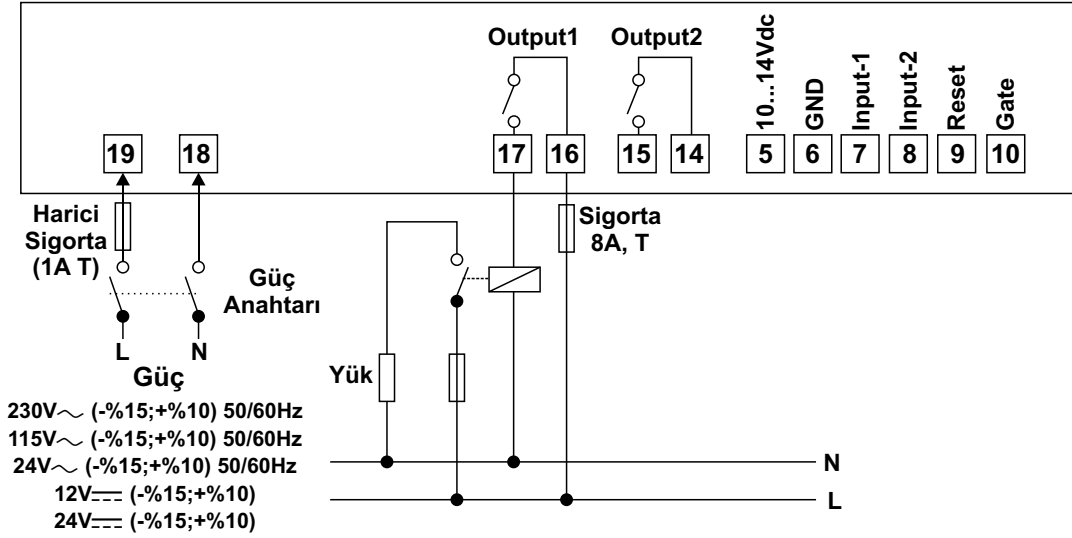 Output1
Output2
10...14Vdc
GND
Input-1
Input-2
Reset
Gate
19
18
17
16
15
14
5
6
7
8
9
10
Harici
Sigorta
(1A T)
Sigorta
8A, T
Güç
Anahtarı
L
N
Güç
Yük
230V∼ (-%15;+%10) 50/60Hz
115V∼ (-%15;+%10) 50/60Hz
24V∼ (-%15;+%10) 50/60Hz
12V⎓ (-%15;+%10)
24V⎓ (-%15;+%10)
N
L